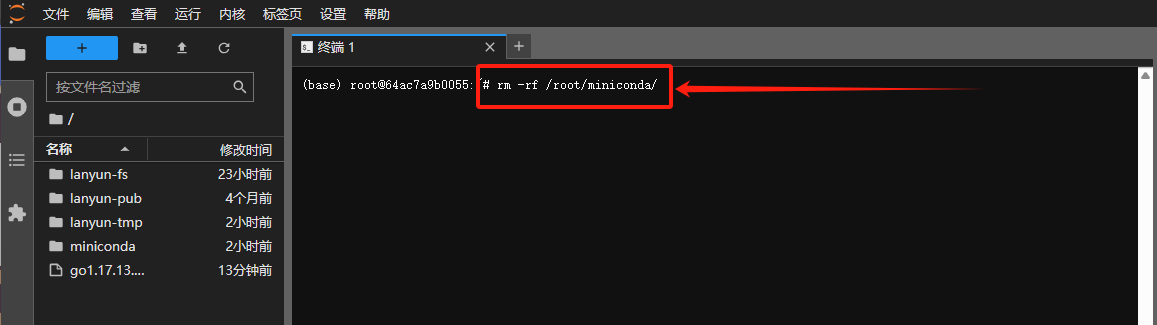 文件 编辑 查看 运行 内核 标签页 设置 帮助
终端 1
按文件名过滤
(base) root@64ac7a9b0055:/# rm -rf /root/miniconda/
/
名称 修改时间
lanyun-fs 23小时前
lanyun-pub 4个月前
lanyun-tmp 2小时前
miniconda 2小时前
go1.17.13.... 13分钟前